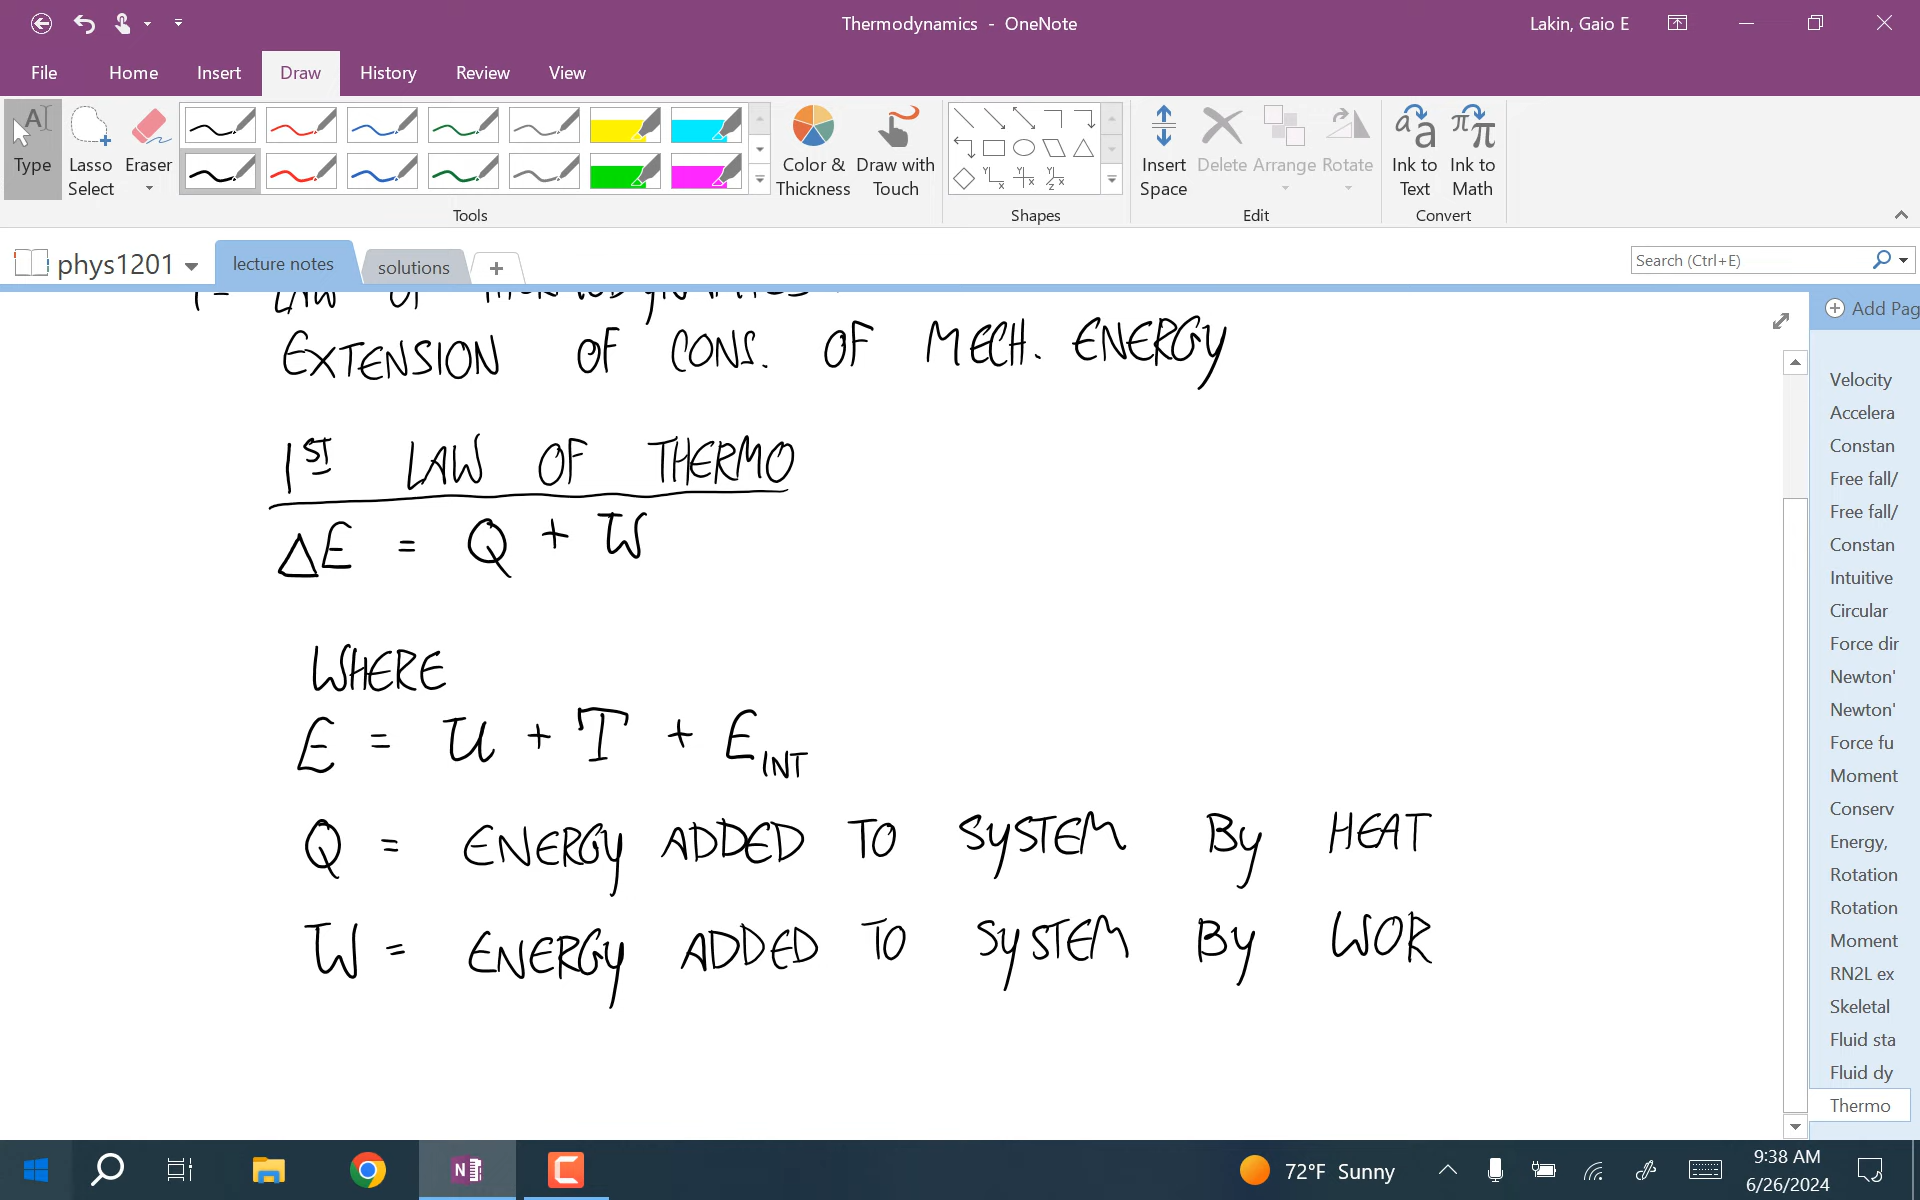 Thermodynamics - OneNote
Lakin, Gaio E
File Home Insert Draw History Review View
Type
Lasso Select
Eraser
Color & Thickness
Draw with Touch
Insert Space
Delete
Arrange
Rotate
Ink to Text
Ink to Math
Tools
Shapes
Edit
Convert
phys1201
lecture notes
solutions
Search (Ctrl+E)
LAW OF THERMODYNAMICS
EXTENSION OF CONS. OF MECH. ENERGY
1ST LAW OF THERMO
ΔE = Q + W
WHERE
E = U + T + EINT
Q = ENERGY ADDED TO SYSTEM BY HEAT
W = ENERGY ADDED TO SYSTEM BY WOR
Add Pag
Velocity
Accelera
Constan
Free fall/
Free fall/
Constan
Intuitive
Circular
Force dir
Newton'
Newton'
Force fu
Moment
Conserv
Energy,
Rotation
Rotation
Moment
RN2L ex
Skeletal
Fluid sta
Fluid dy
Thermo
72°F Sunny
9:38 AM
6/26/2024